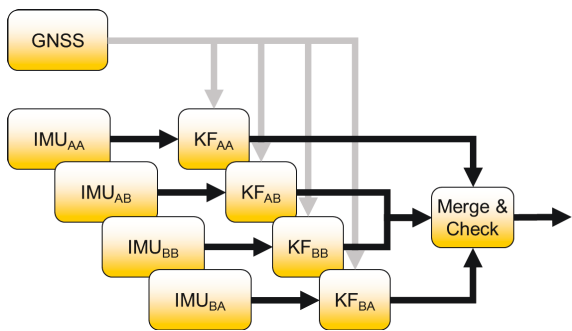 GNSS
IMU_AA
KF_AA
IMU_AB
KF_AB
Merge &
Check
IMU_BB
KF_BB
IMU_BA
KF_BA